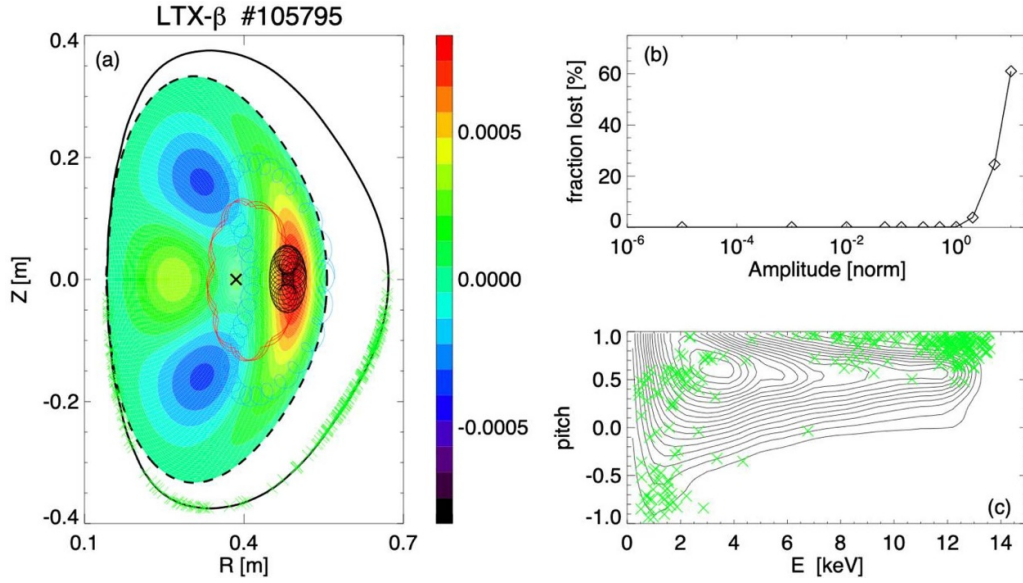 LTX-β #105795
(a)
0.4
0.2
0.0
-0.2
-0.4
Z [m]
0.1
0.4
0.7
R [m]
0.0005
0.0000
-0.0005
(b)
60
40
20
0
fraction lost [%]
10-6
10-4
10-2
100
Amplitude [norm]
1.0
0.5
0.0
-0.5
-1.0
pitch
(c)
0 2 4 6 8 10 12 14
E [keV]